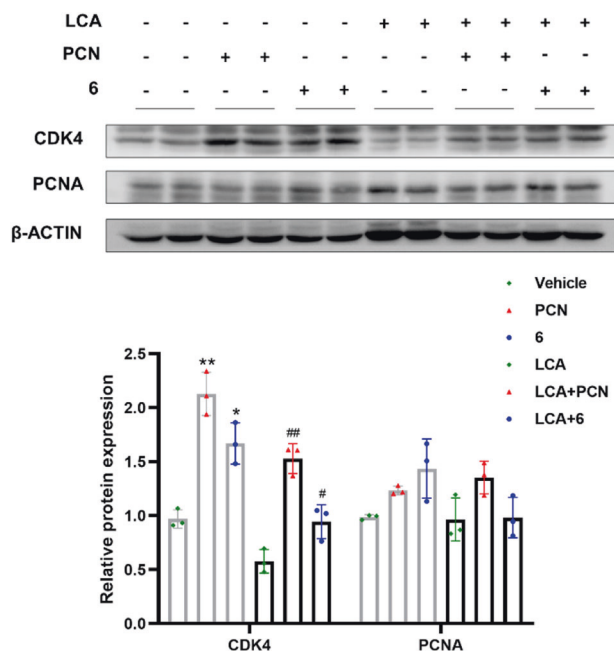 LCA - - - - - - + + + + + +
PCN - - + + - - - - + + - -
6 - - - - + + - - - - + +
CDK4
PCNA
β-ACTIN
Vehicle
PCN
6
LCA
LCA+PCN
LCA+6
Relative protein expression
2.5
2.0
1.5
1.0
0.5
0.0
**
*
##
#
CDK4 PCNA